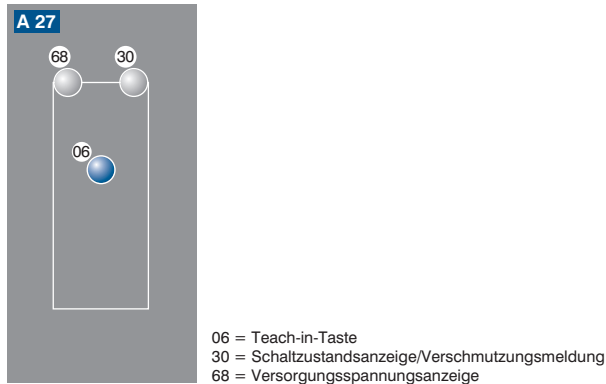 A 27
68
30
06
06 = Teach-in-Taste
30 = Schaltzustandsanzeige/Verschmutzungsmeldung
68 = Versorgungsspannungsanzeige